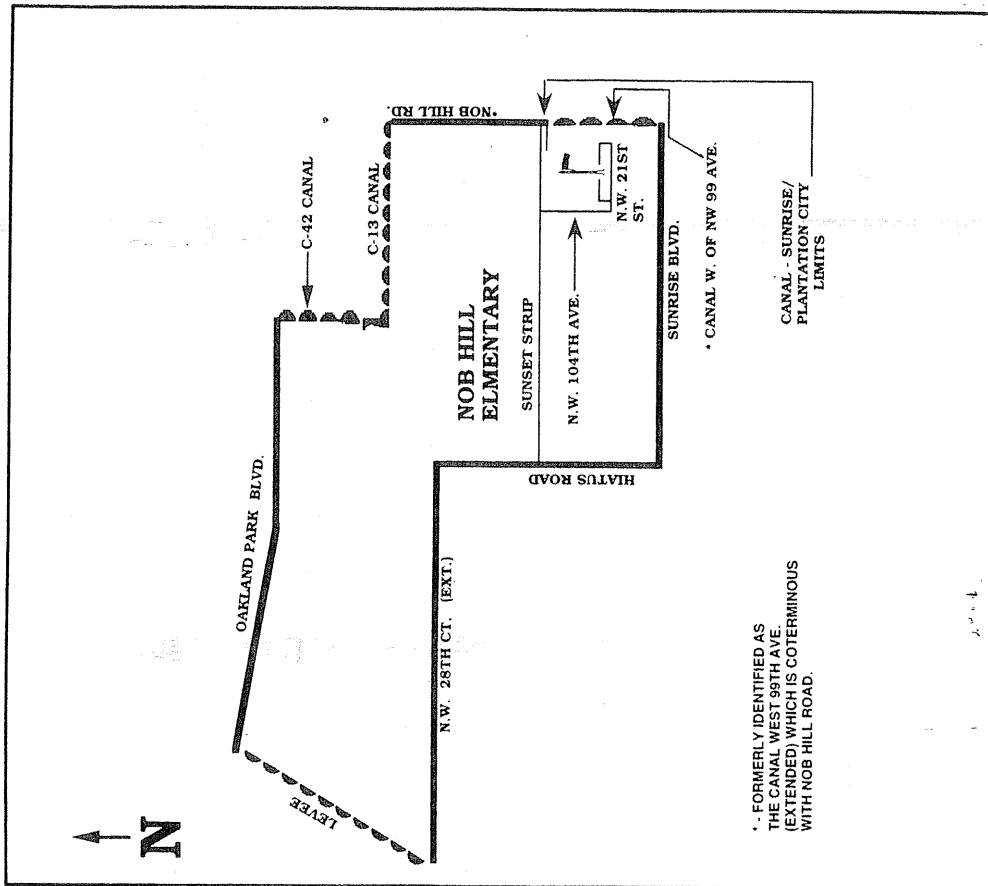 *NOB HILL RD.
C-42 CANAL
C-13 CANAL
OAKLAND PARK BLVD.
NOB HILL
ELMENTARY
SUNSET STRIP
N.W. 104TH AVE.
N.W. 21ST
ST.
HIATUS ROAD
SUNRISE BLVD.
* CANAL W. OF NW 99 AVE.
CANAL - SUNRISE/
PLANTATION CITY
LIMITS
N.W. 28TH CT. (EXT.)
LEVEE
N
* - FORMERLY IDENTIFIED AS
THE CANAL WEST 99TH AVE.
(EXTENDED) WHICH IS COTERMINOUS
WITH NOB HILL ROAD.